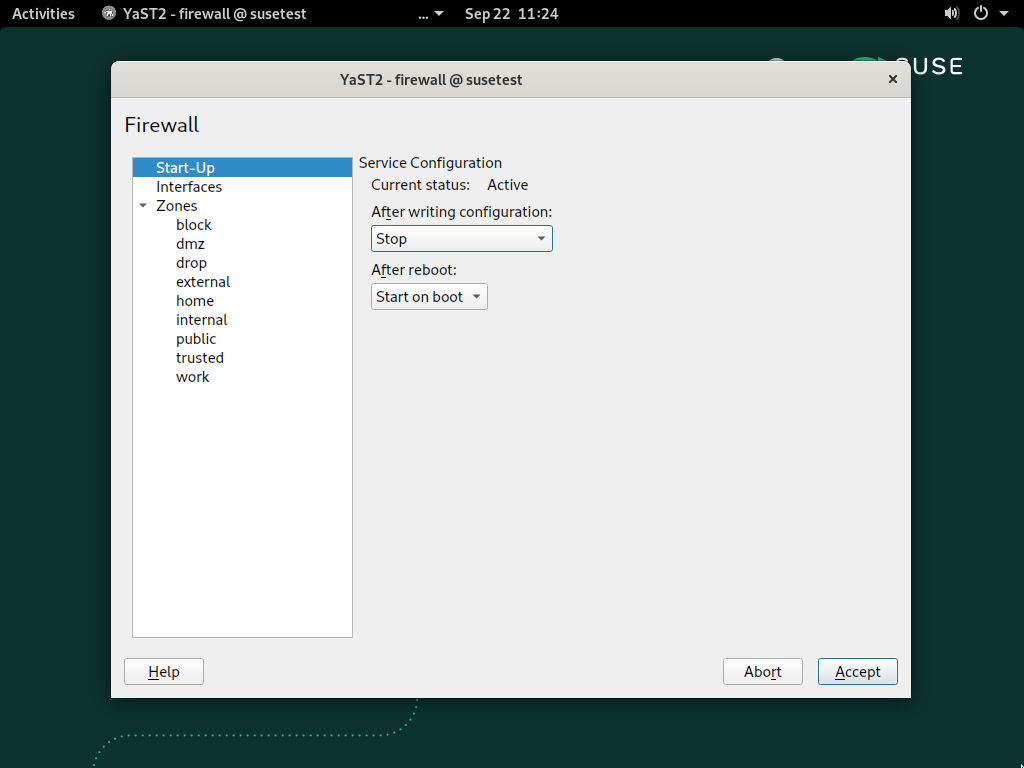 Activities YaST2 - firewall @ susetest ... Sep 22 11:24
SUSE
YaST2 - firewall @ susetest
Firewall
Start-Up
Interfaces
Zones
block
dmz
drop
external
home
internal
public
trusted
work
Service Configuration
Current status: Active
After writing configuration:
Stop
After reboot:
Start on boot
Help Abort Accept